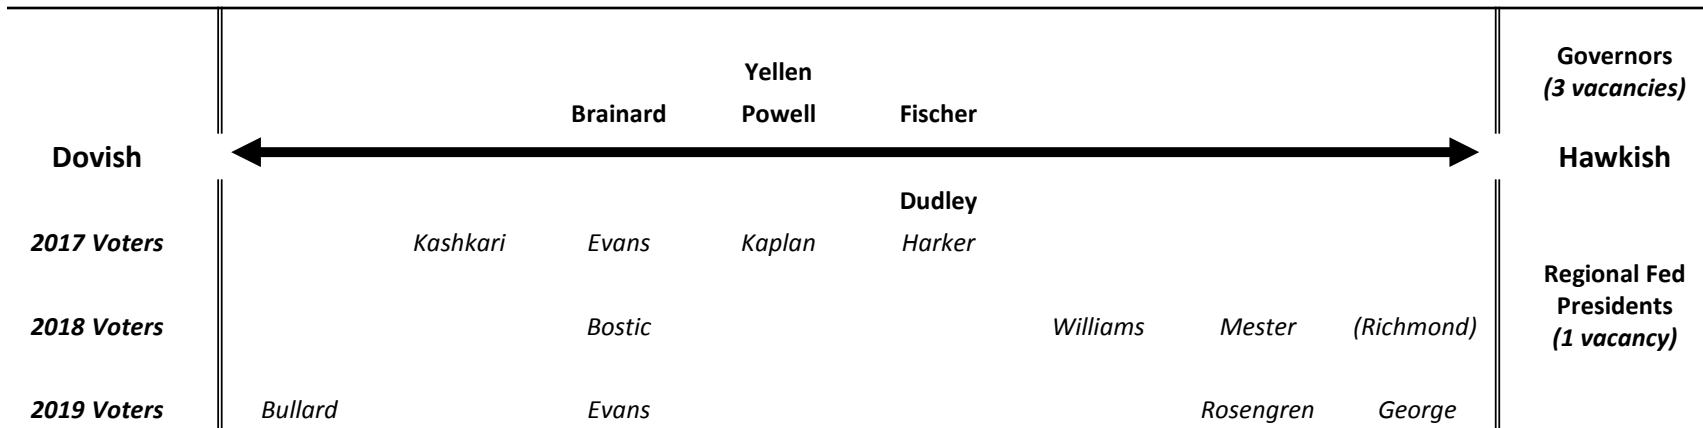 Governors
(3 vacancies)
Yellen
Brainard Powell Fischer
Dovish Hawkish
Dudley
2017 Voters Kashkari Evans Kaplan Harker
Regional Fed
Presidents
(1 vacancy)
2018 Voters Bostic Williams Mester (Richmond)
2019 Voters Bullard Evans Rosengren George